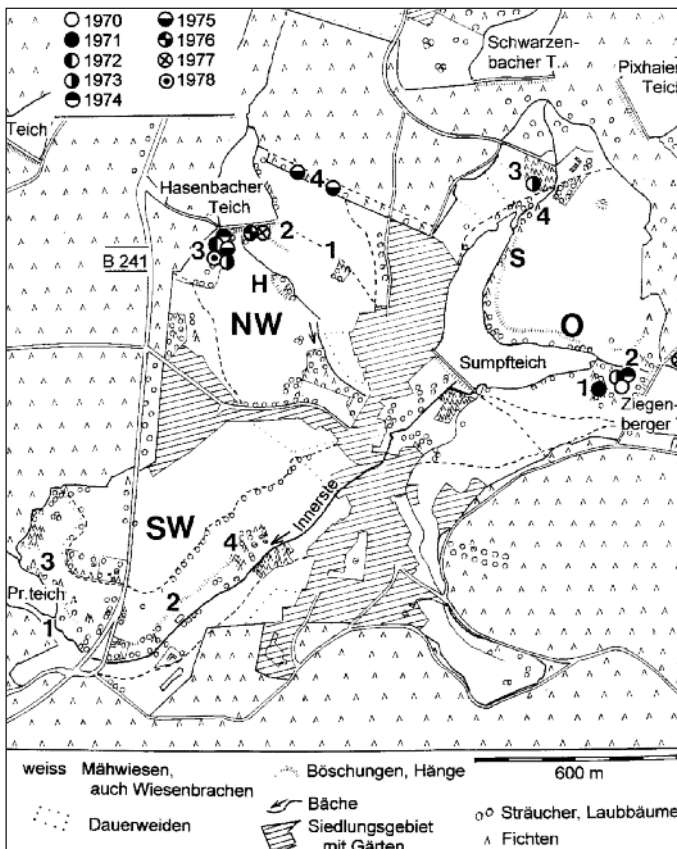 1970
1971
1972
1973
1974
1975
1976
1977
1978
Schwarzen-
bacher T.
Pixhaier
Teich
Teich
Hasenbacher
Teich
4
3
4
2
3
1
B 241
H
S
NW
O
Sumpfteich
2
1
Ziegen-
berger
Innerste
SW
4
3
2
Pr.teich
1
weiss Mähwiesen,
auch Wiesenbrachen
Dauerweiden
Böschungen, Hänge
Bäche
Siedlungsgebiet
mit Gärten
600 m
Sträucher, Laubbäume
Fichten